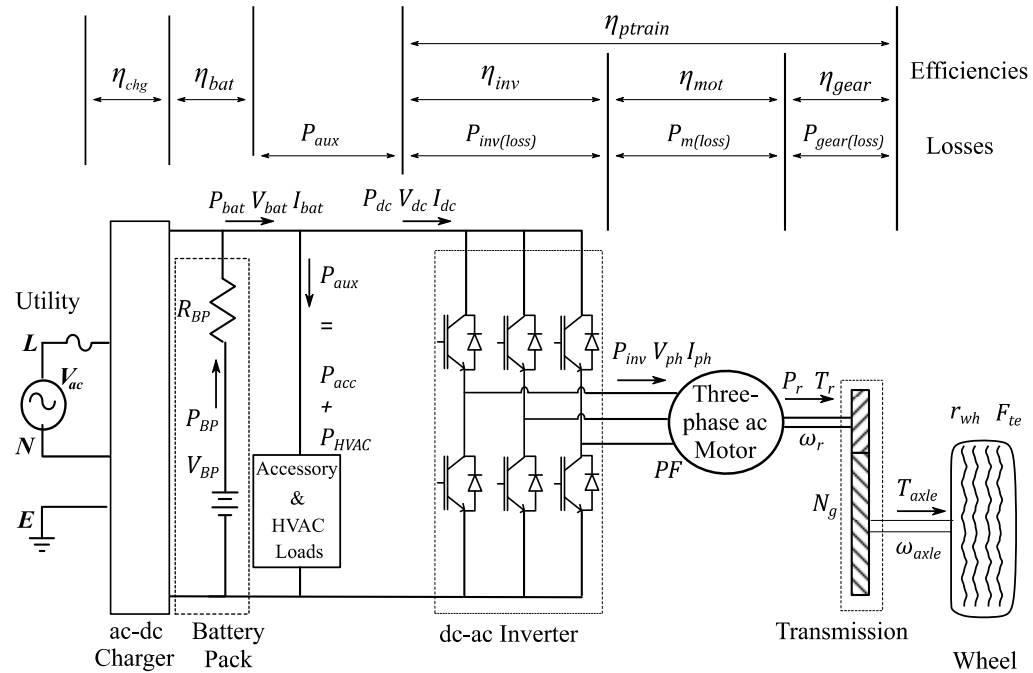 η_ptrain
η_chg η_bat η_inv η_mot η_gear Efficiencies
P_aux P_inv(loss) P_m(loss) P_gear(loss) Losses
P_bat V_bat I_bat P_dc V_dc I_dc
Utility
L
V_ac
N
E
R_BP
P_BP
V_BP
P_aux
=
P_acc
+
P_HVAC
Accessory
&
HVAC
Loads
P_inv V_ph I_ph
Three-
phase ac
Motor
PF
P_r T_r
ω_r
N_g
T_axle
ω_axle
r_wh F_te
ac-dc
Charger
Battery
Pack
dc-ac Inverter
Transmission
Wheel